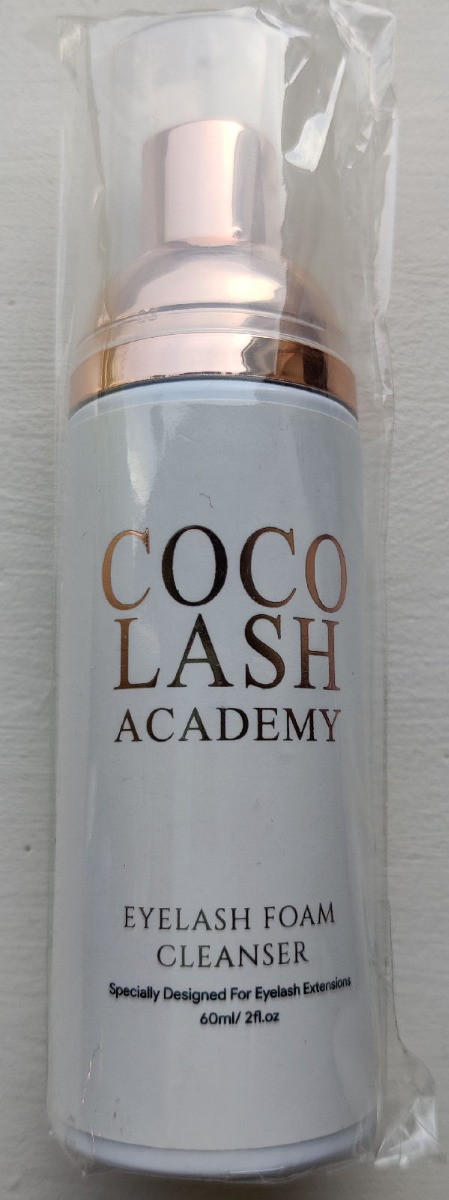 COCO
LASH
ACADEMY
EYELASH FOAM
CLEANSER
Specially Designed For Eyelash Extensions
60ml/ 2fl.oz